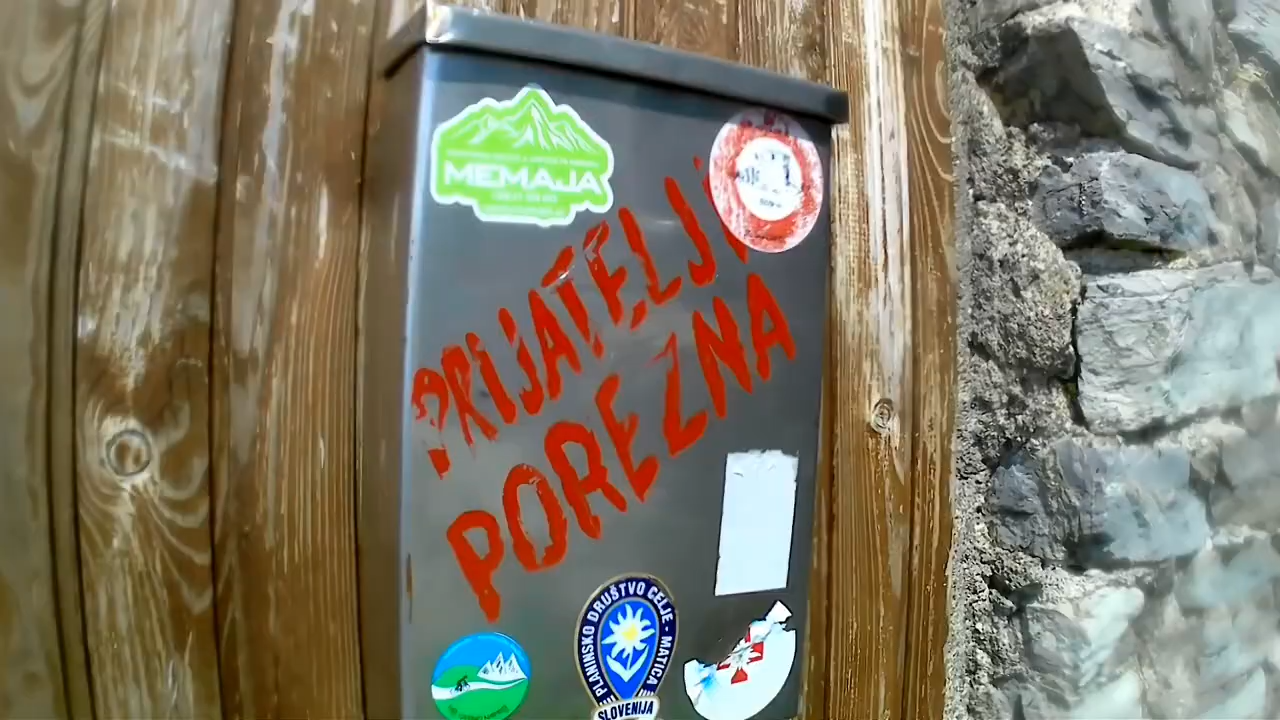 MEMAJA
PRIJATELJI
POREZNA
PLANINSKO DRUŠTVO CELJE - MATICA
SLOVENIJA